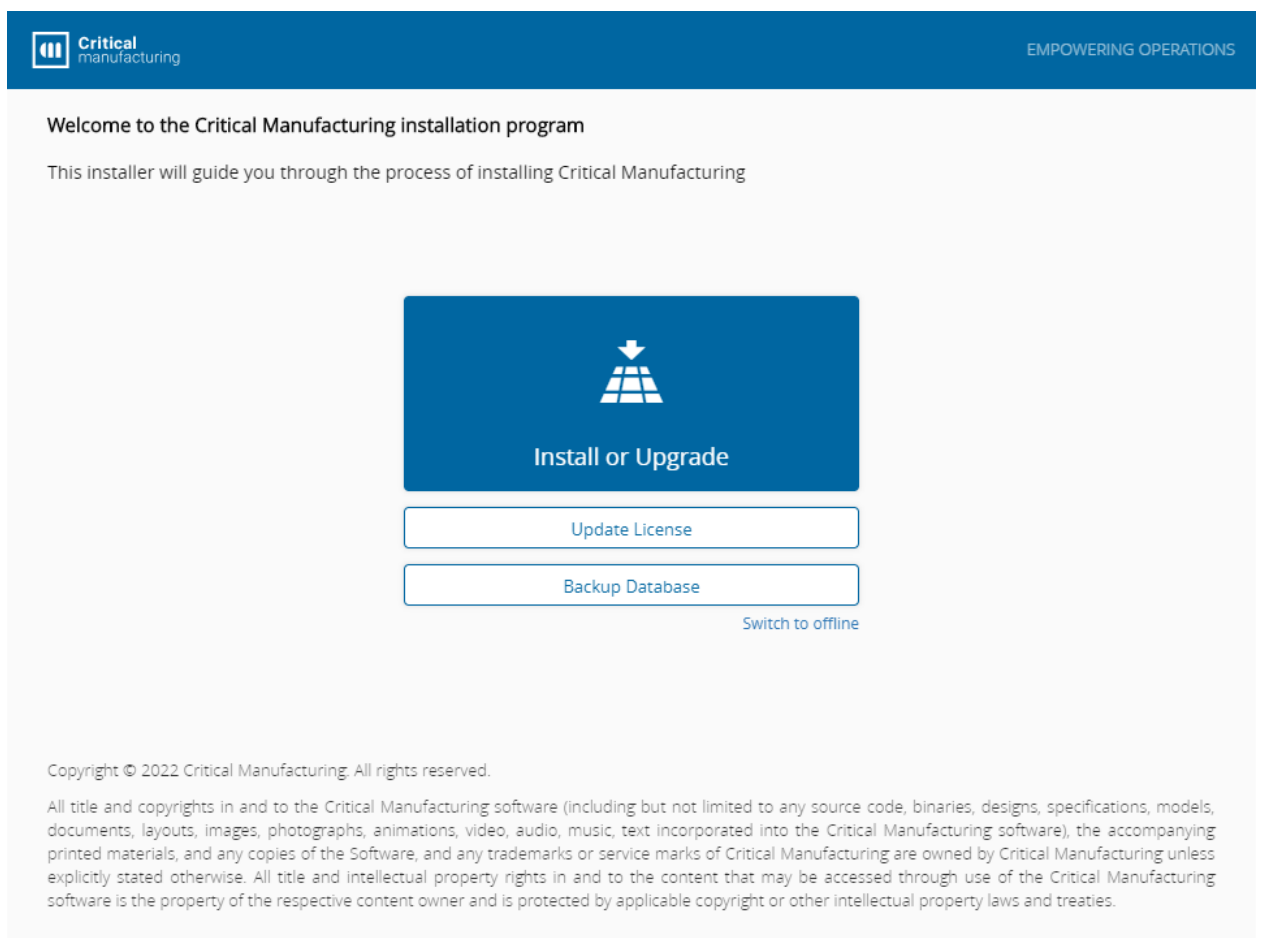 Critical
manufacturing
EMPOWERING OPERATIONS
Welcome to the Critical Manufacturing installation program
This installer will guide you through the process of installing Critical Manufacturing
Install or Upgrade
Update License
Backup Database
Switch to offline
Copyright © 2022 Critical Manufacturing. All rights reserved.
All title and copyrights in and to the Critical Manufacturing software (including but not limited to any source code, binaries, designs, specifications, models,
documents, layouts, images, photographs, animations, video, audio, music, text incorporated into the Critical Manufacturing software), the accompanying
printed materials, and any copies of the Software, and any trademarks or service marks of Critical Manufacturing are owned by Critical Manufacturing unless
explicitly stated otherwise. All title and intellectual property rights in and to the content that may be accessed through use of the Critical Manufacturing
software is the property of the respective content owner and is protected by applicable copyright or other intellectual property laws and treaties.